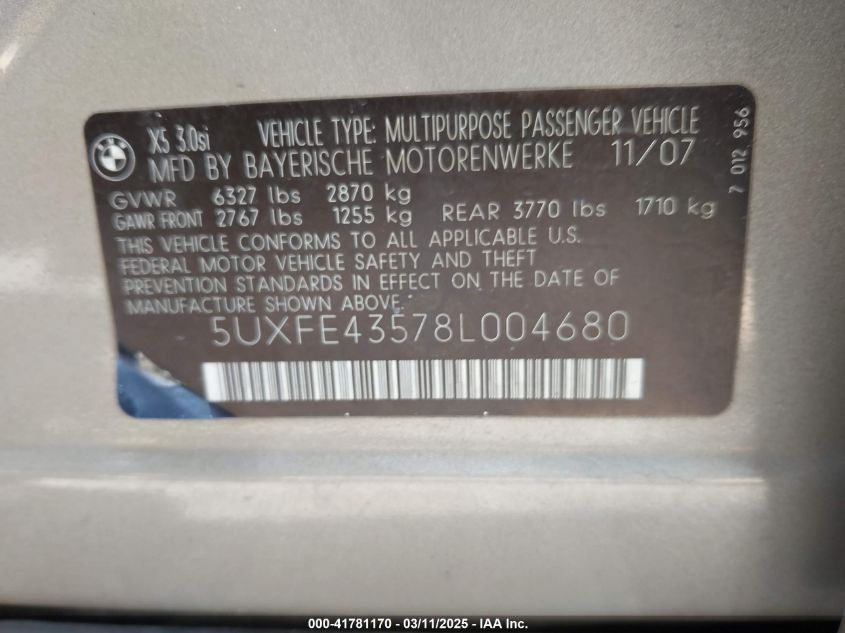 X5 3.0si VEHICLE TYPE: MULTIPURPOSE PASSENGER VEHICLE
MFD BY BAYERISCHE MOTORENWERKE 11/07
GVWR 6327 lbs 2870 kg
GAWR FRONT 2767 lbs 1255 kg REAR 3770 lbs 1710 kg
THIS VEHICLE CONFORMS TO ALL APPLICABLE U.S.
FEDERAL MOTOR VEHICLE SAFETY AND THEFT
PREVENTION STANDARDS IN EFFECT ON THE DATE OF
MANUFACTURE SHOWN ABOVE.
5UXFE43578L004680
7 012 956
000-41781170 - 03/11/2025 - IAA Inc.